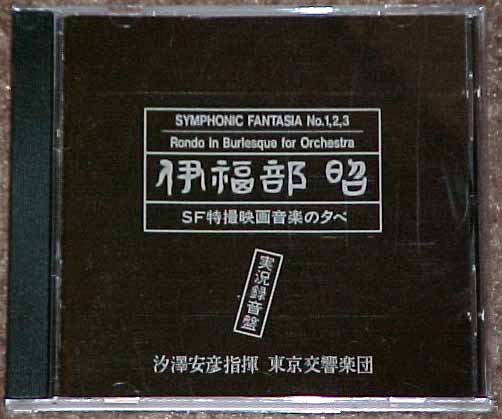 SYMPHONIC FANTASIA No.1,2,3
Rondo in Burlesque for Orchestra
伊福部 昭
SF特撮映画音楽の夕べ
実況録音盤
汐澤安彦指揮 東京交響楽団